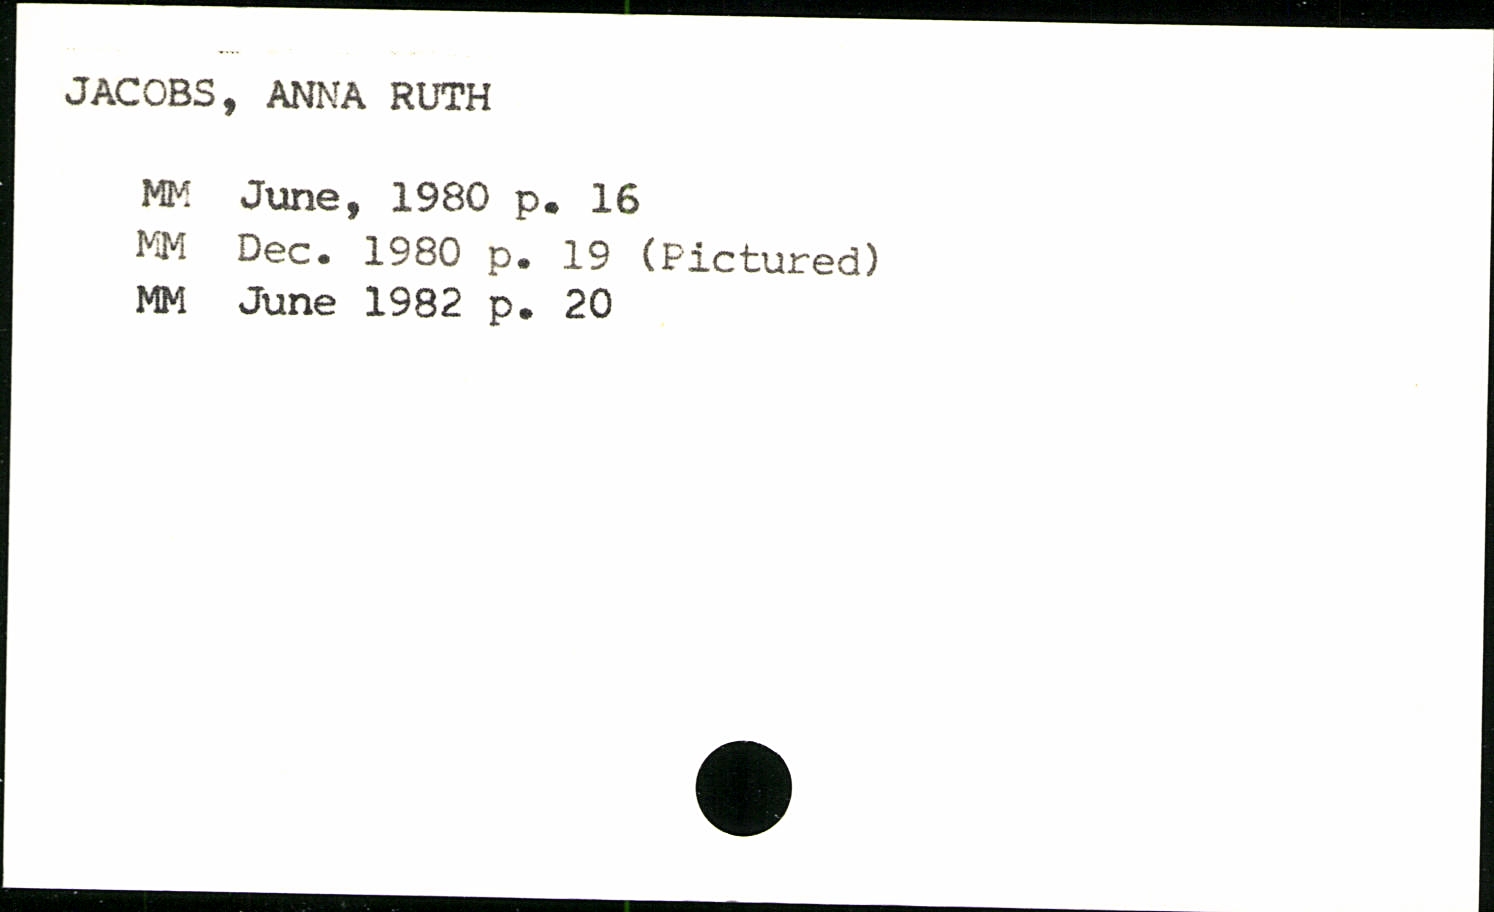 JACOBS, ANNA RUTH
MM June, 1980 p. 16
MM Dec. 1980 p. 19 (Pictured)
MM June 1982 p. 20